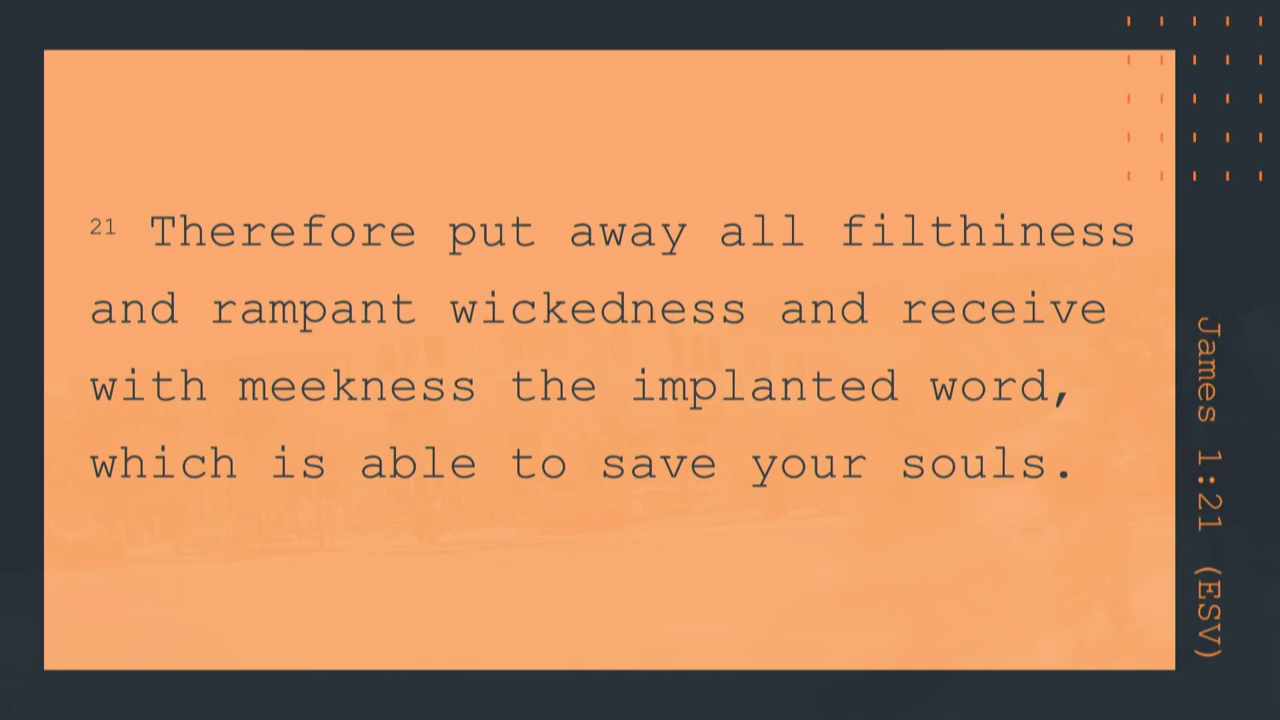 21 Therefore put away all filthiness
and rampant wickedness and receive
with meekness the implanted word,
which is able to save your souls.
James 1:21 (ESV)